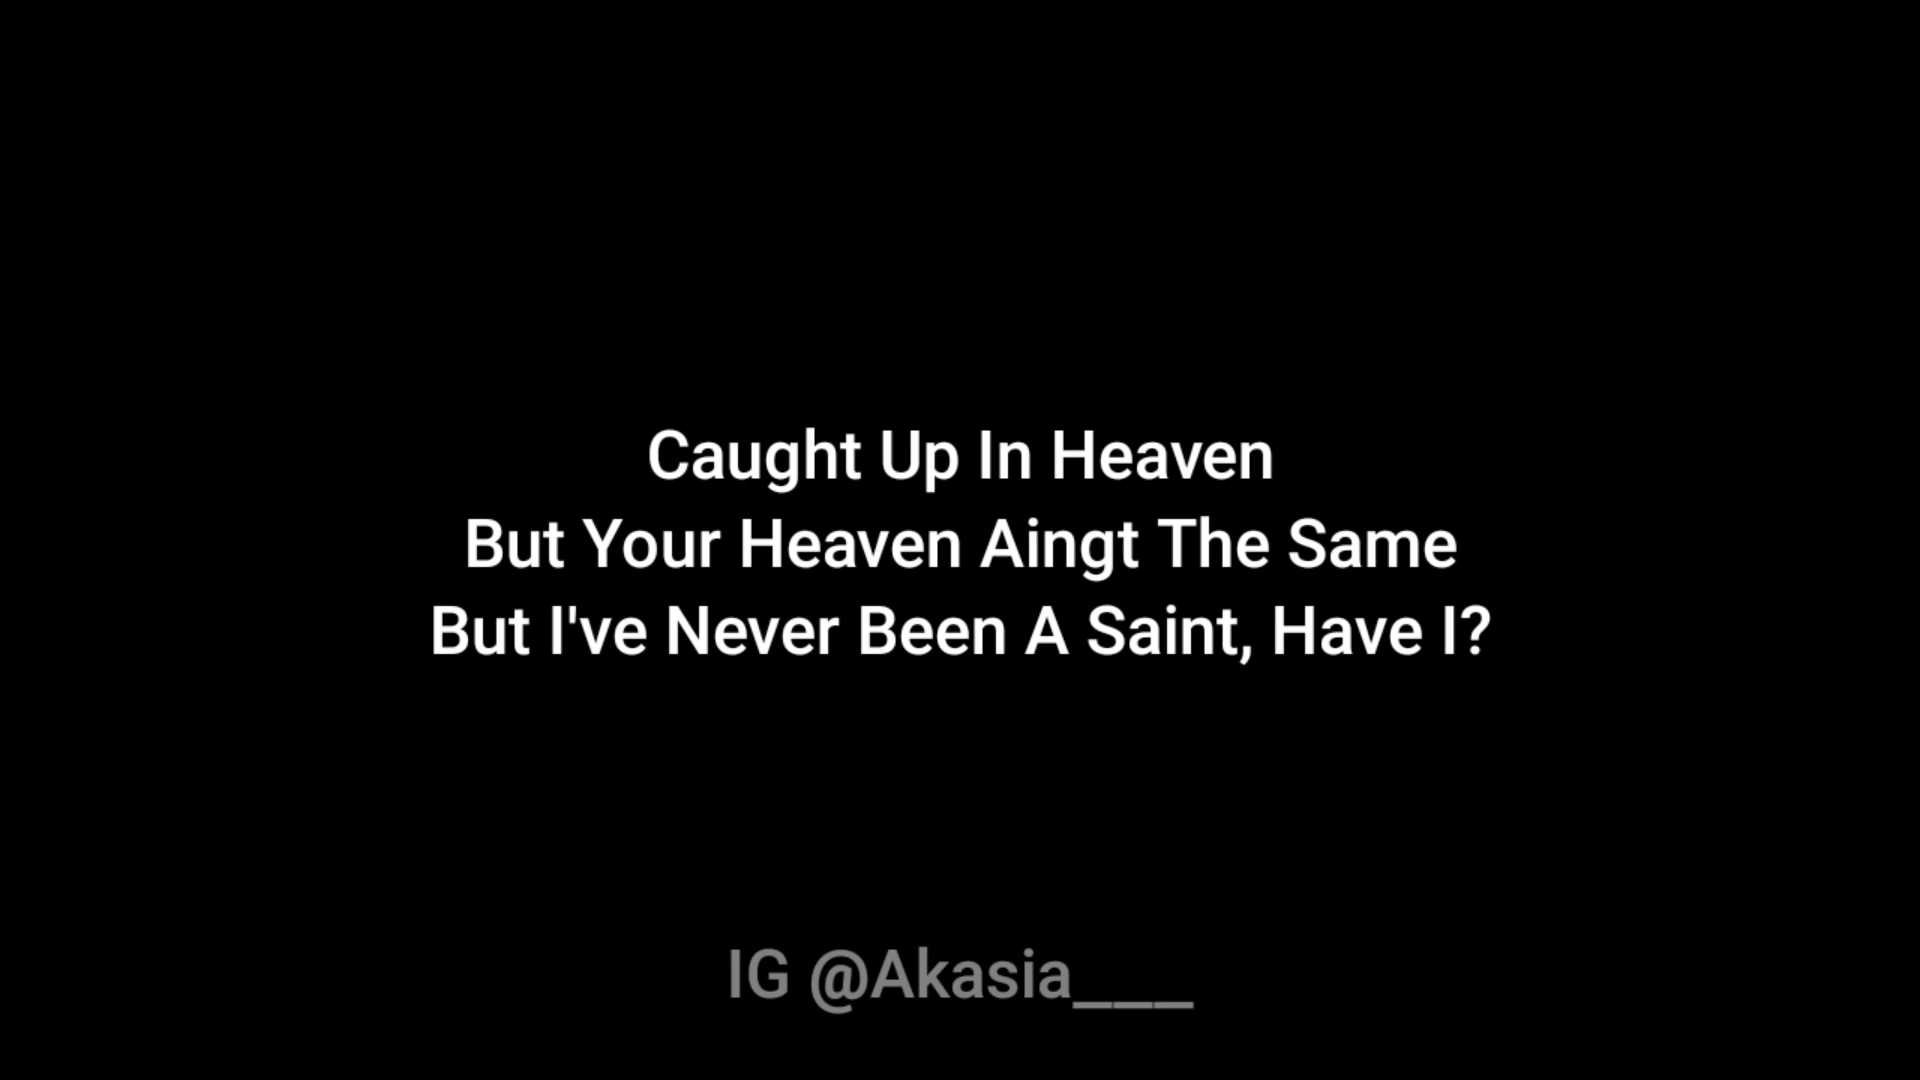 Caught Up In Heaven
But Your Heaven Aingt The Same
But I've Never Been A Saint, Have I?
IG @Akasia___